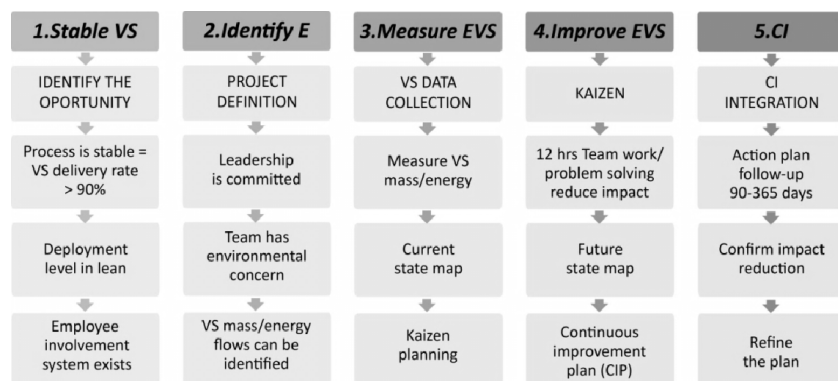 1.Stable VS
IDENTIFY THE
OPORTUNITY
Process is stable =
VS delivery rate
> 90%
Deployment
level in lean
Employee
involvement
system exists
2.Identify E
PROJECT
DEFINITION
Leadership
is committed
Team has
environmental
concern
VS mass/energy
flows can be
identified
3.Measure EVS
VS DATA
COLLECTION
Measure VS
mass/energy
Current
state map
Kaizen
planning
4.Improve EVS
KAIZEN
12 hrs Team work/
problem solving
reduce impact
Future
state map
Continuous
improvement
plan (CIP)
5.CI
CI
INTEGRATION
Action plan
follow-up
90-365 days
Confirm impact
reduction
Refine
the plan